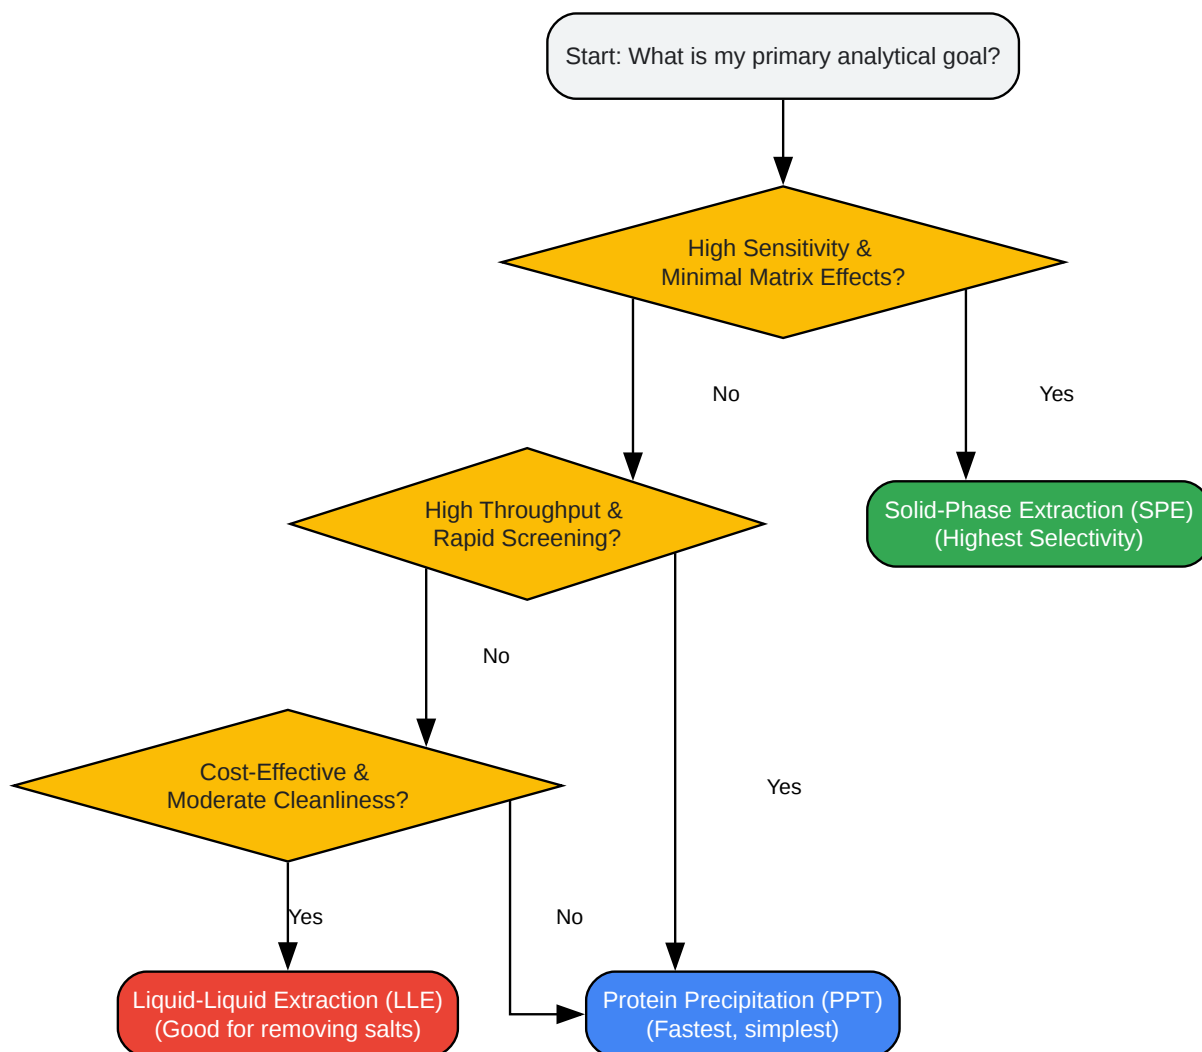 Start: What is my primary analytical goal?
High Sensitivity &
Minimal Matrix Effects?
No
Yes
High Throughput &
Rapid Screening?
Solid-Phase Extraction (SPE)
(Highest Selectivity)
No
Cost-Effective &
Moderate Cleanliness?
Yes
Yes
No
Liquid-Liquid Extraction (LLE)
(Good for removing salts)
Protein Precipitation (PPT)
(Fastest, simplest)